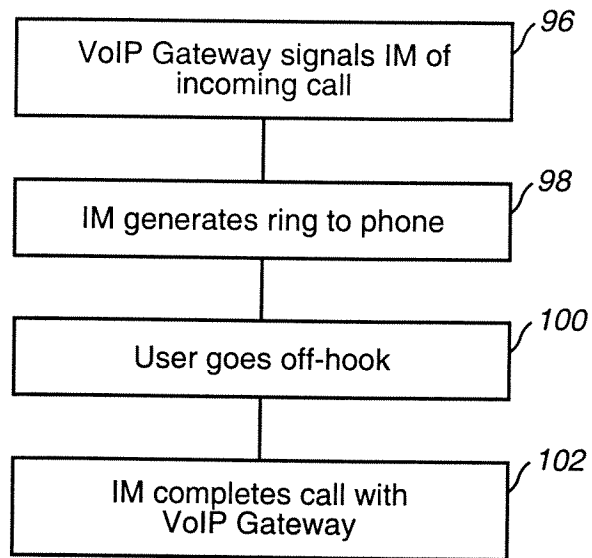 96
VoIP Gateway signals IM of
incoming call
98
IM generates ring to phone
100
User goes off-hook
102
IM completes call with
VoIP Gateway